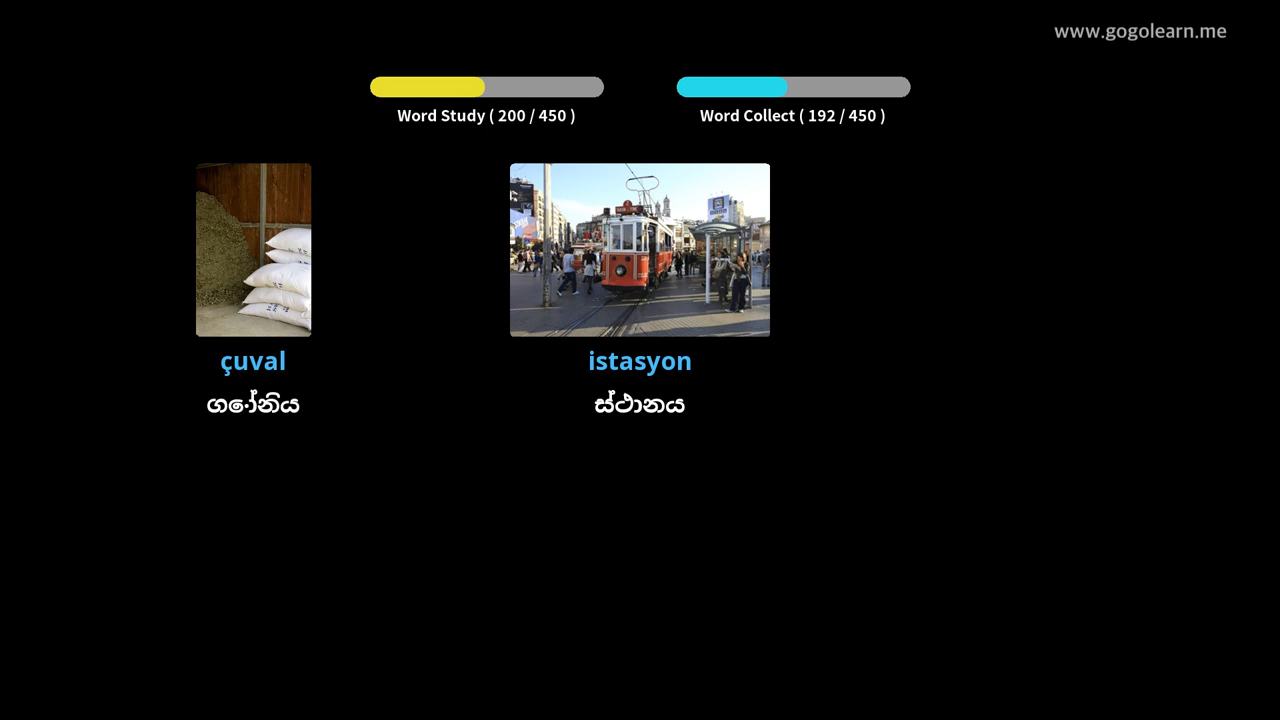 www.gogolearn.me
Word Study ( 200 / 450 )
Word Collect ( 192 / 450 )
çuval
ගෝනිය
istasyon
ස්ථානය